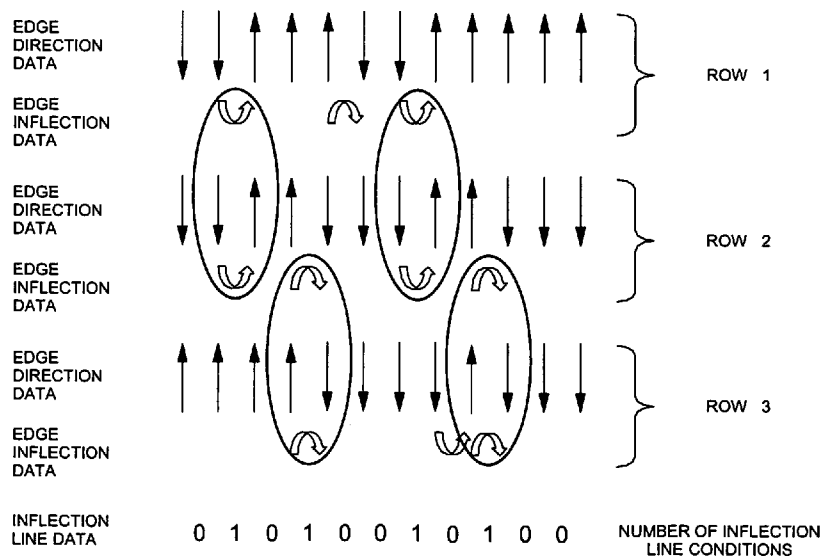 EDGE
DIRECTION
DATA
ROW 1
EDGE
INFLECTION
DATA
EDGE
DIRECTION
DATA
ROW 2
EDGE
INFLECTION
DATA
EDGE
DIRECTION
DATA
ROW 3
EDGE
INFLECTION
DATA
INFLECTION
LINE DATA
0 1 0 1 0 0 1 0 1 0 0
NUMBER OF INFLECTION
LINE CONDITIONS